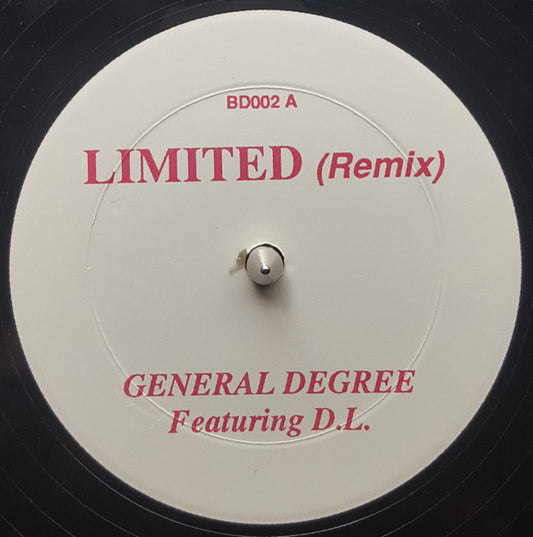 BD002 A
LIMITED (Remix)
GENERAL DEGREE
Featuring D.L.